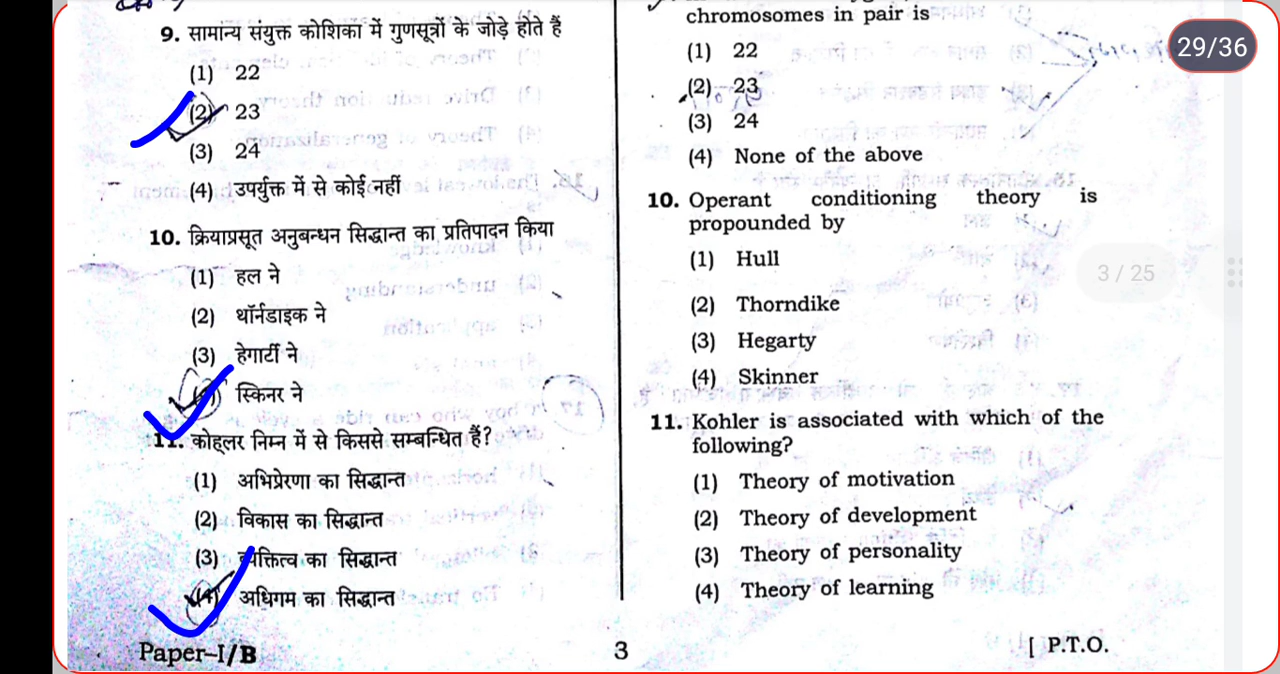 9. सामान्य संयुक्त कोशिका में गुणसूत्रों के जोड़े होते हैं
(1) 22
(2) 23
(3) 24
(4) उपर्युक्त में से कोई नहीं
10. क्रियाप्रसूत अनुबन्धन सिद्धान्त का प्रतिपादन किया
(1) हल ने
(2) थॉर्नडाइक ने
(3) हेगार्टी ने
(4) स्किनर ने
11. कोहलर निम्न में से किससे सम्बन्धित हैं?
(1) अभिप्रेरणा का सिद्धान्त
(2) विकास का सिद्धान्त
(3) व्यक्तित्व का सिद्धान्त
(4) अधिगम का सिद्धान्त
Paper–I/B
chromosomes in pair is
(1) 22
(2) 23
(3) 24
(4) None of the above
10. Operant conditioning theory is
propounded by
(1) Hull
(2) Thorndike
(3) Hegarty
(4) Skinner
11. Kohler is associated with which of the
following?
(1) Theory of motivation
(2) Theory of development
(3) Theory of personality
(4) Theory of learning
3
[ P.T.O.
29/36
3 / 25